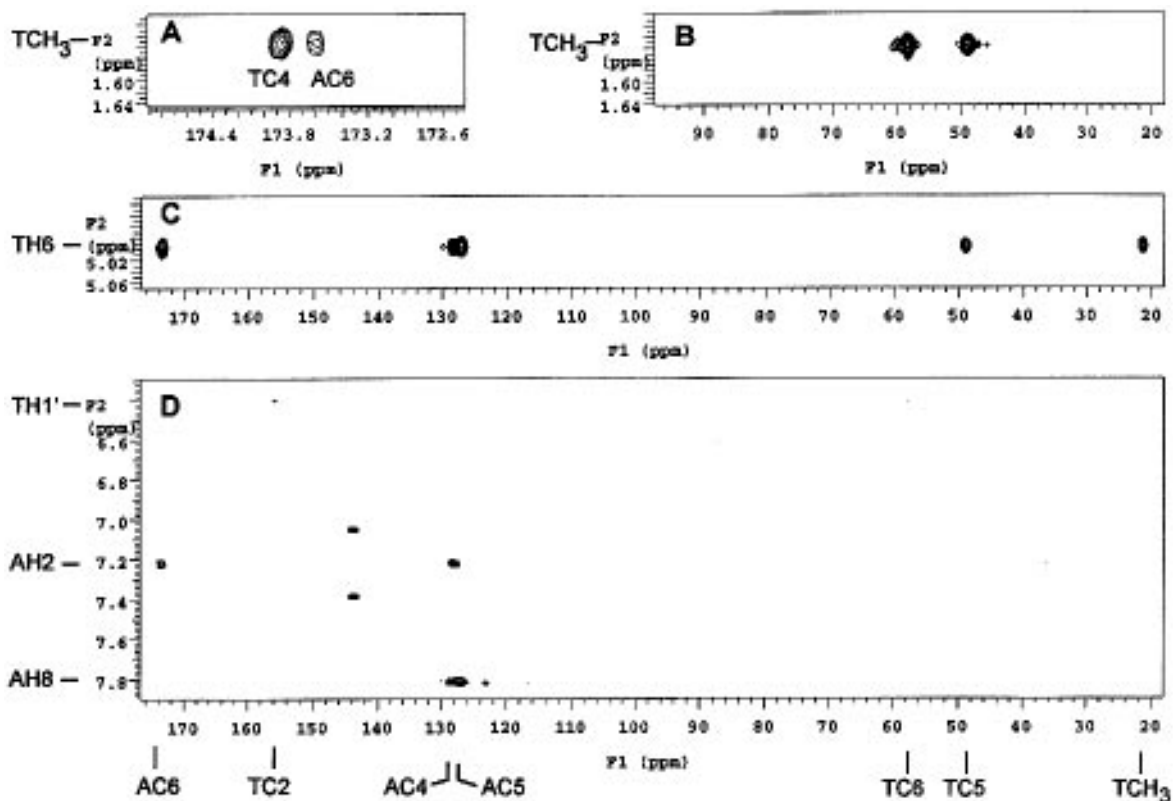 A
TCH3
F2
(ppm)
1.60
1.64
TC4 AC6
174.4 173.8 173.2 172.6
F1 (ppm)
B
TCH3
F2
(ppm)
1.60
1.64
90 80 70 60 50 40 30 20
F1 (ppm)
C
TH6
F2
(ppm)
5.02
5.06
170 160 150 140 130 120 110 100 90 80 70 60 50 40 30 20
F1 (ppm)
D
TH1'
F2
(ppm)
6.6
6.8
7.0
AH2
7.2
7.4
7.6
AH8
7.8
170 160 150 140 130 120 110 100 90 80 70 60 50 40 30 20
F1 (ppm)
AC6 TC2 AC4 AC5 TC6 TC5 TCH3